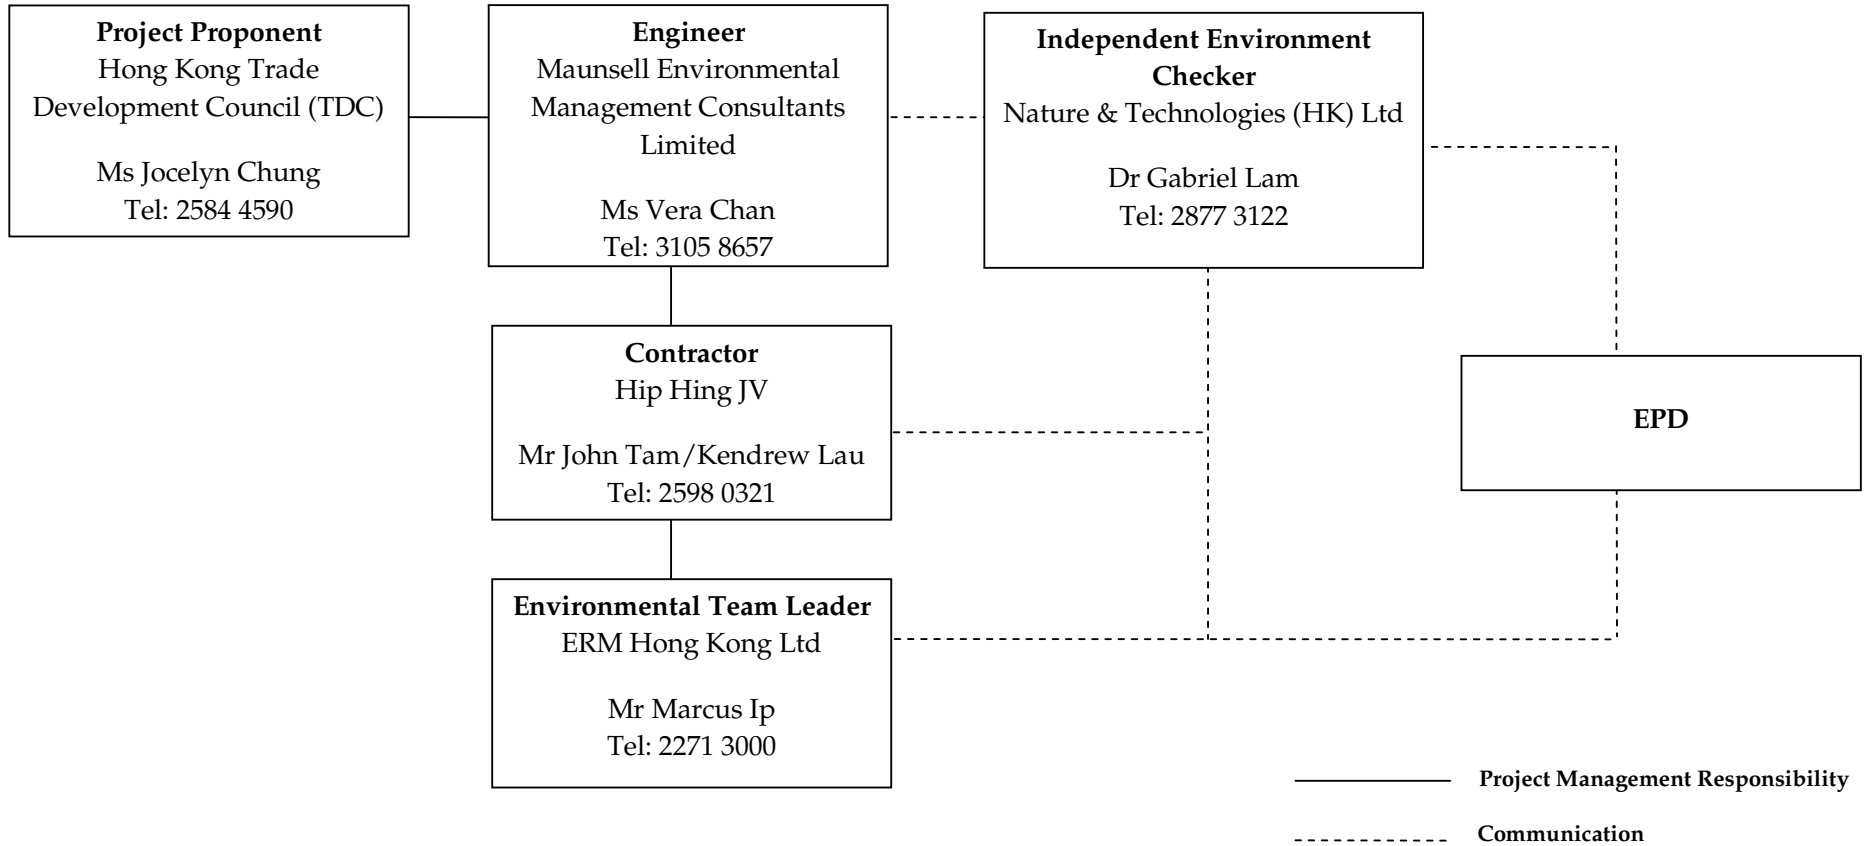 Project Proponent
Hong Kong Trade
Development Council (TDC)
Ms Jocelyn Chung
Tel: 2584 4590
Engineer
Maunsell Environmental
Management Consultants
Limited
Ms Vera Chan
Tel: 3105 8657
Independent Environment
Checker
Nature & Technologies (HK) Ltd
Dr Gabriel Lam
Tel: 2877 3122
Contractor
Hip Hing JV
Mr John Tam/Kendrew Lau
Tel: 2598 0321
EPD
Environmental Team Leader
ERM Hong Kong Ltd
Mr Marcus Ip
Tel: 2271 3000
Project Management Responsibility
Communication